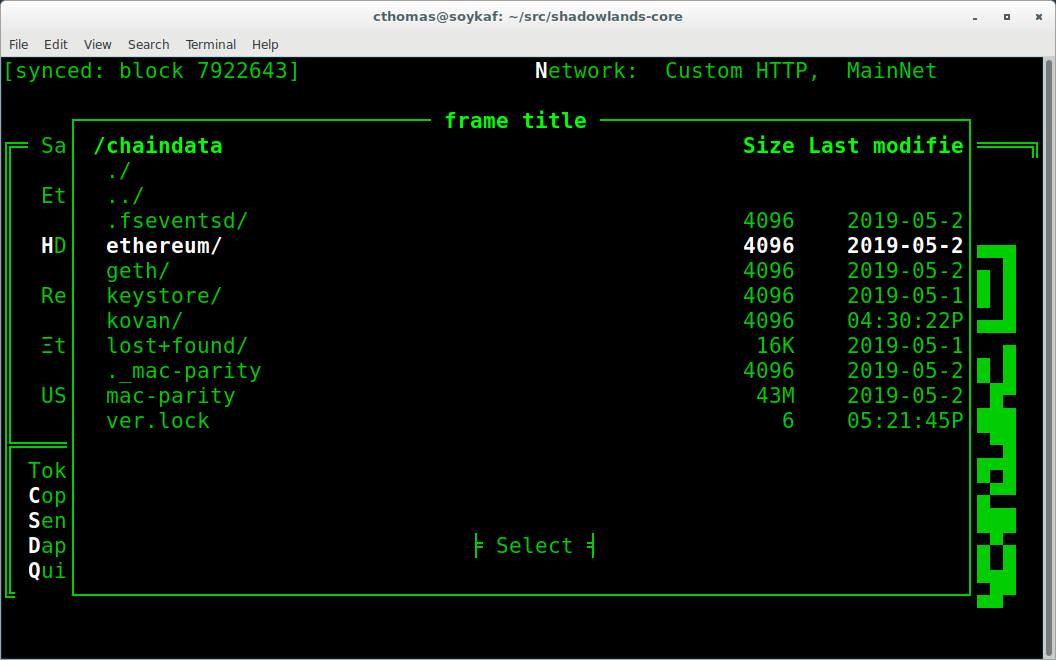 cthomas@soykaf: ~/src/shadowlands-core
File Edit View Search Terminal Help
[synced: block 7922643] Network: Custom HTTP, MainNet
frame title
Sa /chaindata Size Last modifie
./
Et ../
.fseventsd/ 4096 2019-05-2
HD ethereum/ 4096 2019-05-2
geth/ 4096 2019-05-2
Re keystore/ 4096 2019-05-1
kovan/ 4096 04:30:22P
Ξt lost+found/ 16K 2019-05-1
._mac-parity 4096 2019-05-2
US mac-parity 43M 2019-05-2
ver.lock 6 05:21:45P
Tok
Cop
Sen
Dap Select
Qui